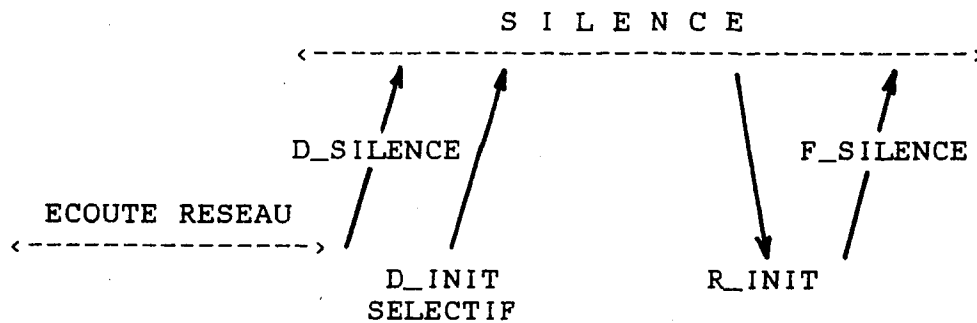 S I L E N C E
D_SILENCE
F_SILENCE
ECOUTE RESEAU
D_INIT
SELECTIF
R_INIT